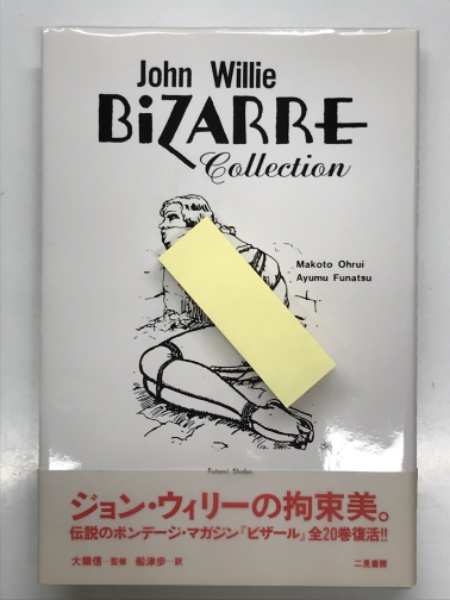 John Willie
BiZARRE
Collection
Makoto Ohrui
Ayumu Funatsu
Futami Shobo
ジョン・ウィリーの拘束美。
伝説のボンデージ・マガジン『ビザール』全20巻復活!!
大類信—監修 船津歩—訳
二見書房